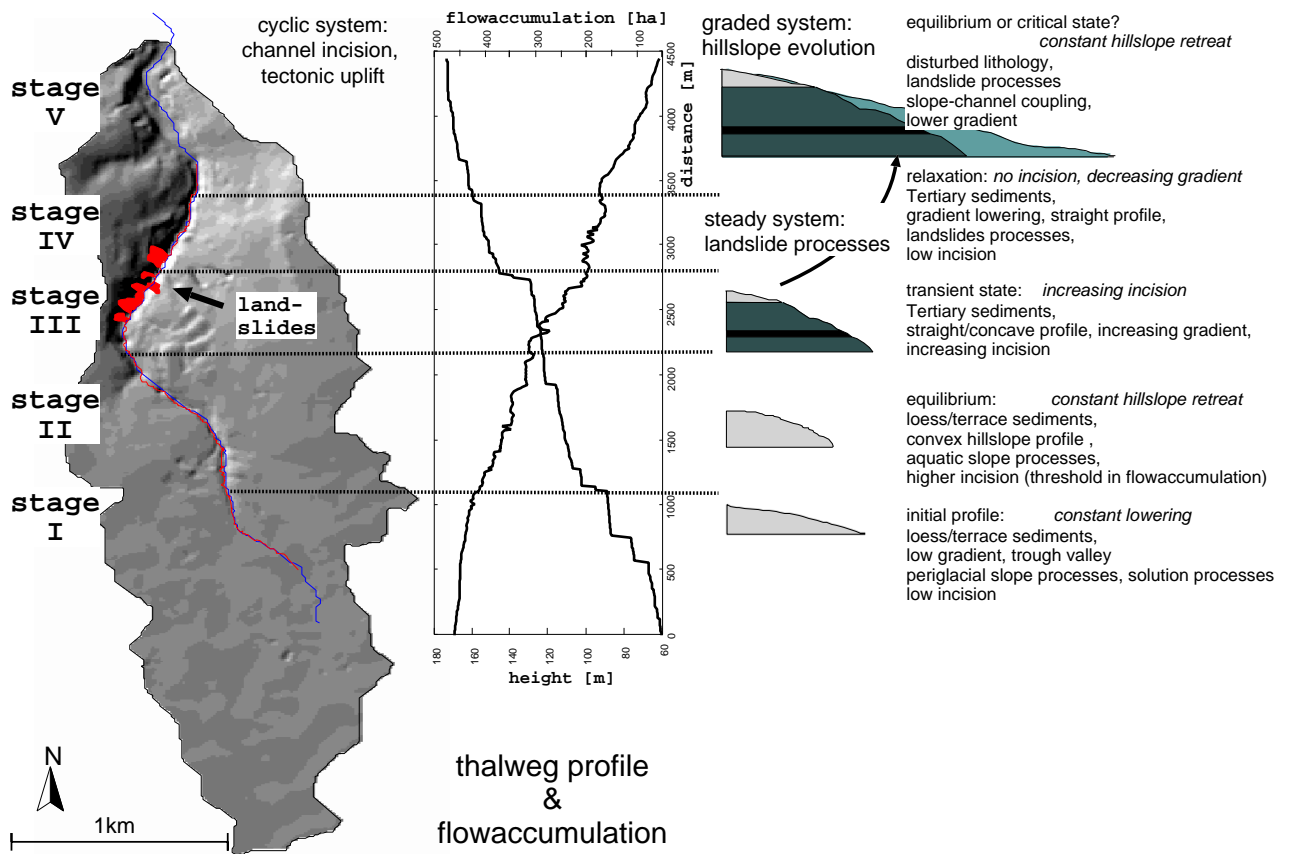 cyclic system:
channel incision,
tectonic uplift
stage
V
stage
IV
stage
III
stage
II
stage
I
land-
slides
N
1km
flowaccumulation [ha]
500
300
100
distance [m]
4500
4000
3500
3000
2500
2000
1500
1000
500
0
180
160
140
120
100
80
60
height [m]
thalweg profile
&
flowaccumulation
graded system:
hillslope evolution
steady system:
landslide processes
equilibrium or critical state?
constant hillslope retreat
disturbed lithology,
landslide processes
slope-channel coupling,
lower gradient
relaxation: no incision, decreasing gradient
Tertiary sediments,
gradient lowering, straight profile,
landslides processes,
low incision
transient state: increasing incision
Tertiary sediments,
straight/concave profile, increasing gradient,
increasing incision
equilibrium: constant hillslope retreat
loess/terrace sediments,
convex hillslope profile ,
aquatic slope processes,
higher incision (threshold in flowaccumulation)
initial profile: constant lowering
loess/terrace sediments,
low gradient, trough valley
periglacial slope processes, solution processes
low incision